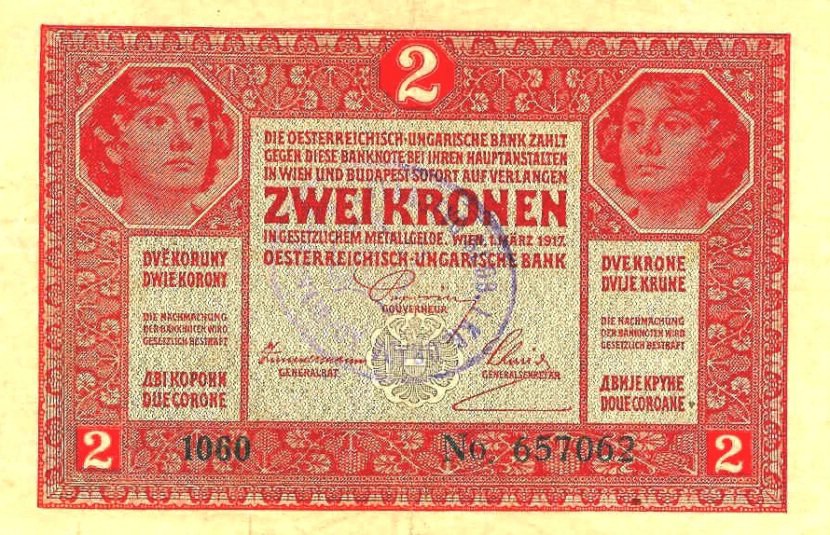 2
DIE OESTERREICHISCH-UNGARISCHE BANK ZAHLT
GEGEN DIESE BANKNOTE BEI IHREN HAUPTANSTALTEN
IN WIEN UND BUDAPEST SOFORT AUF VERLANGEN
ZWEI KRONEN
IN GESETZLICHEM METALLGELDE. WIEN, 1. MÄRZ 1917.
OESTERREICHISCH-UNGARISCHE BANK
GOUVERNEUR
GENERALRAT
GENERALSEKRETÄR
DVĚ KORUNY
DWIE KORONY
DIE NACHMACHUNG
DER BANKNOTEN WIRD
GESETZLICH BESTRAFT
ДВІ КОРОНИ
DUE CORONE
DVE KRONE
DVIJE KRUNE
DIE NACHMACHUNG
DER BANKNOTEN WIRD
GESETZLICH BESTRAFT
ДВИЈЕ КРУНЕ
DOUE COROANE
2
1060
No. 657062
2